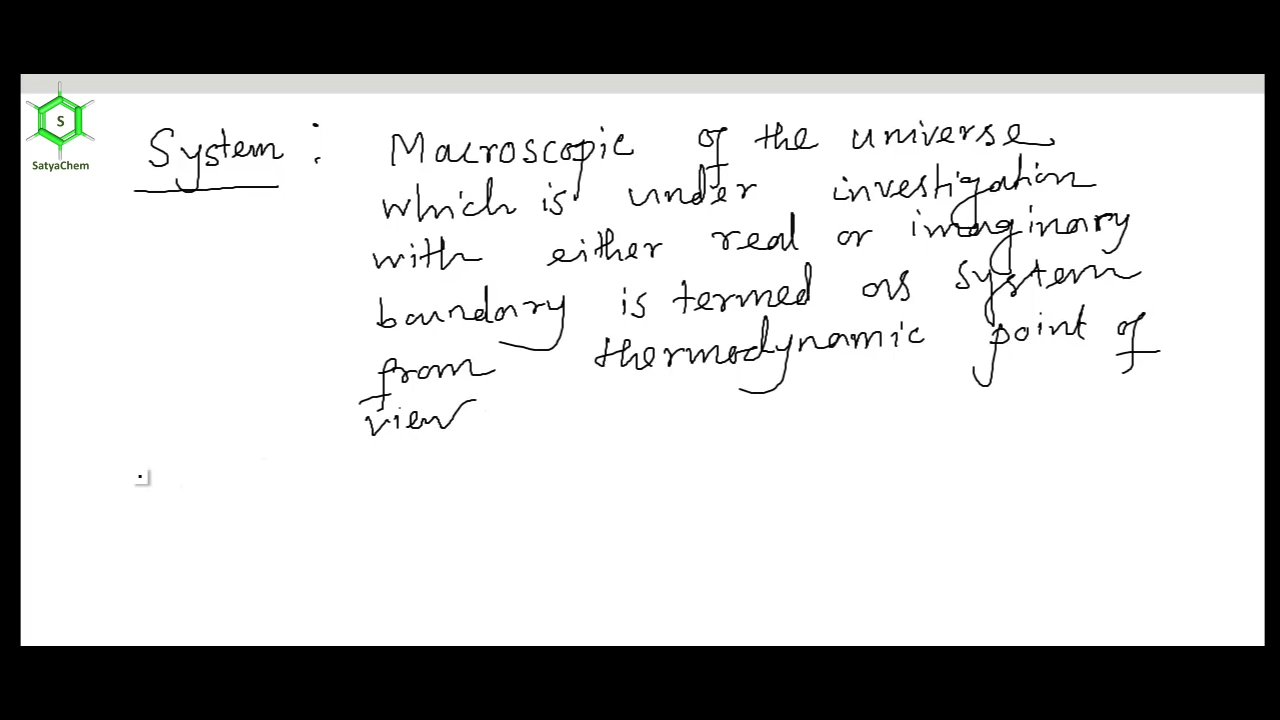 S
SatyaChem
System : Macroscopic of the universe
which is under investigation
with either real or imaginary
boundary is termed as system
from thermodynamic point of
view